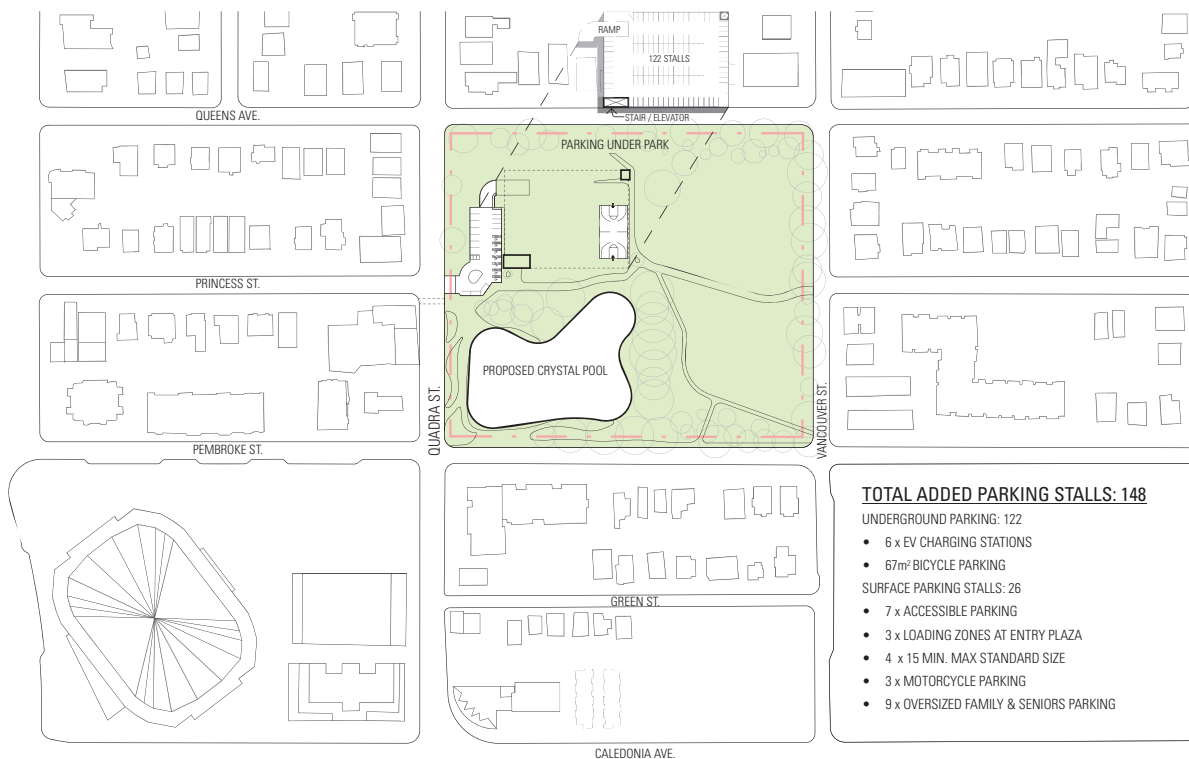 RAMP
122 STALLS
STAIR / ELEVATOR
QUEENS AVE.
PARKING UNDER PARK
PRINCESS ST.
PROPOSED CRYSTAL POOL
QUADRA ST.
VANCOUVER ST.
PEMBROKE ST.
TOTAL ADDED PARKING STALLS: 148
UNDERGROUND PARKING: 122
• 6 x EV CHARGING STATIONS
• 67m² BICYCLE PARKING
SURFACE PARKING STALLS: 26
• 7 x ACCESSIBLE PARKING
• 3 x LOADING ZONES AT ENTRY PLAZA
• 4 x 15 MIN. MAX STANDARD SIZE
• 3 x MOTORCYCLE PARKING
• 9 x OVERSIZED FAMILY & SENIORS PARKING
GREEN ST.
CALEDONIA AVE.